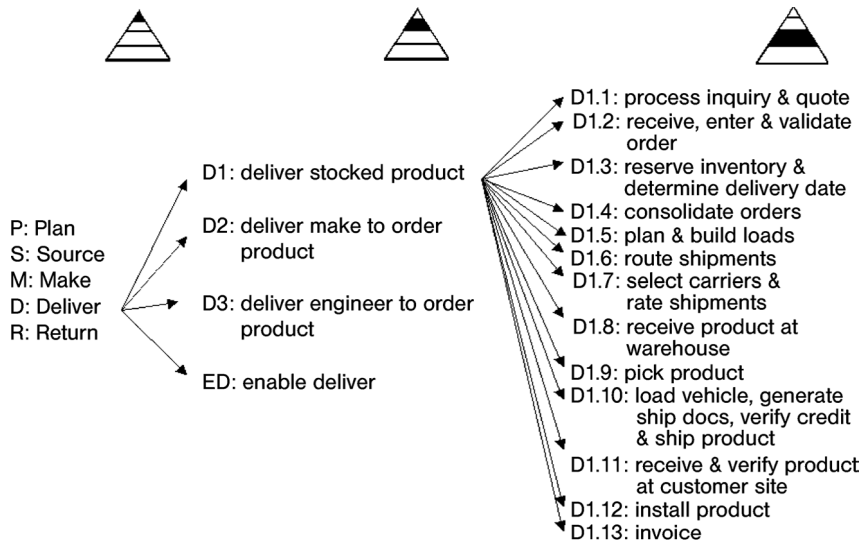 P: Plan
S: Source
M: Make
D: Deliver
R: Return
D1: deliver stocked product
D2: deliver make to order
product
D3: deliver engineer to order
product
ED: enable deliver
D1.1: process inquiry & quote
D1.2: receive, enter & validate
order
D1.3: reserve inventory &
determine delivery date
D1.4: consolidate orders
D1.5: plan & build loads
D1.6: route shipments
D1.7: select carriers &
rate shipments
D1.8: receive product at
warehouse
D1.9: pick product
D1.10: load vehicle, generate
ship docs, verify credit
& ship product
D1.11: receive & verify product
at customer site
D1.12: install product
D1.13: invoice